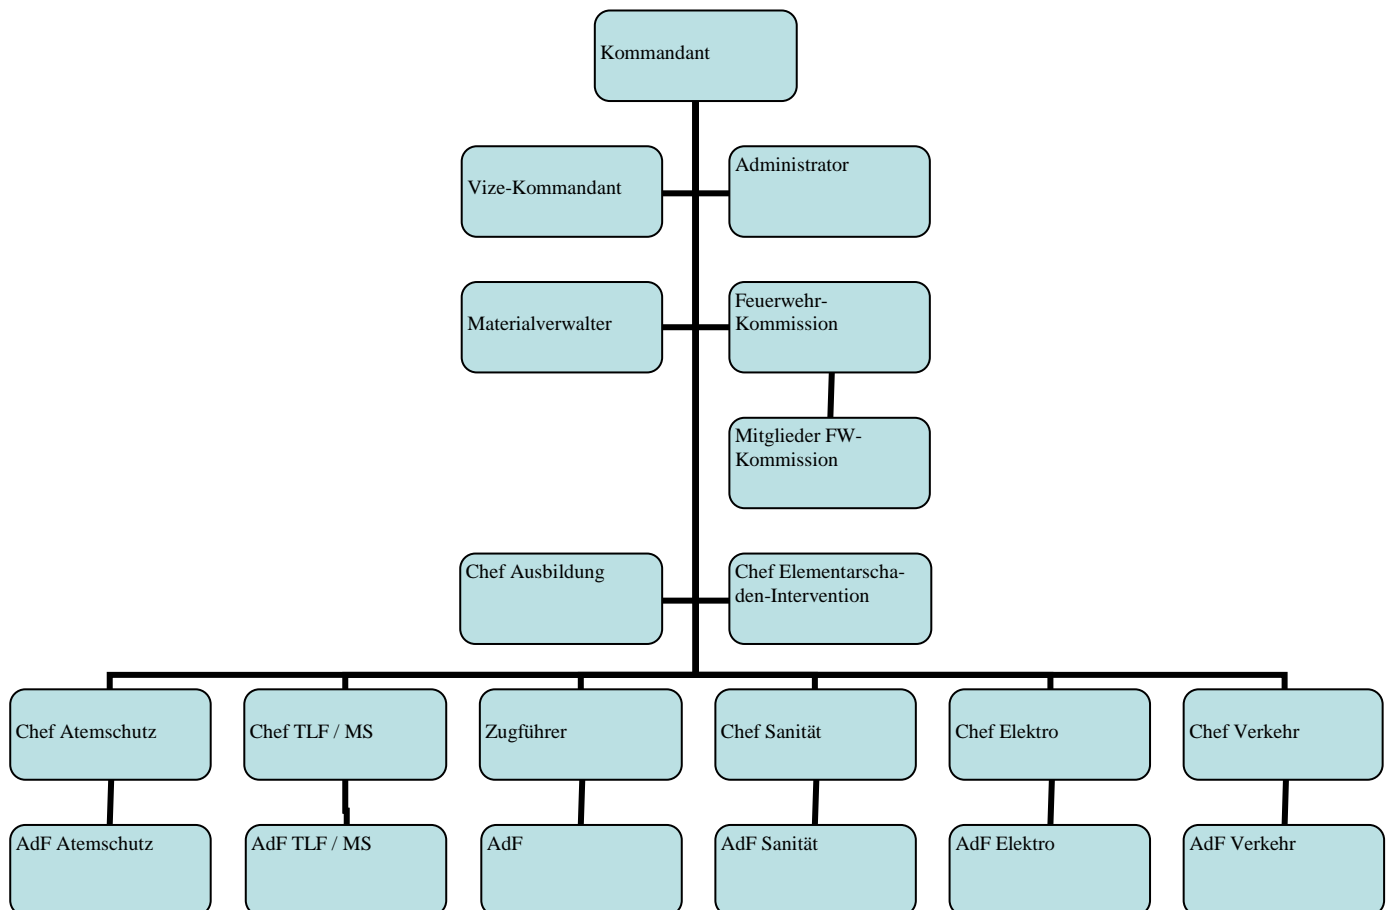 Kommandant
Vize-Kommandant
Administrator
Materialverwalter
Feuerwehr-
Kommission
Mitglieder FW-
Kommission
Chef Ausbildung
Chef Elementarscha-
den-Intervention
Chef Atemschutz
Chef TLF / MS
Zugführer
Chef Sanität
Chef Elektro
Chef Verkehr
AdF Atemschutz
AdF TLF / MS
AdF
AdF Sanität
AdF Elektro
AdF Verkehr